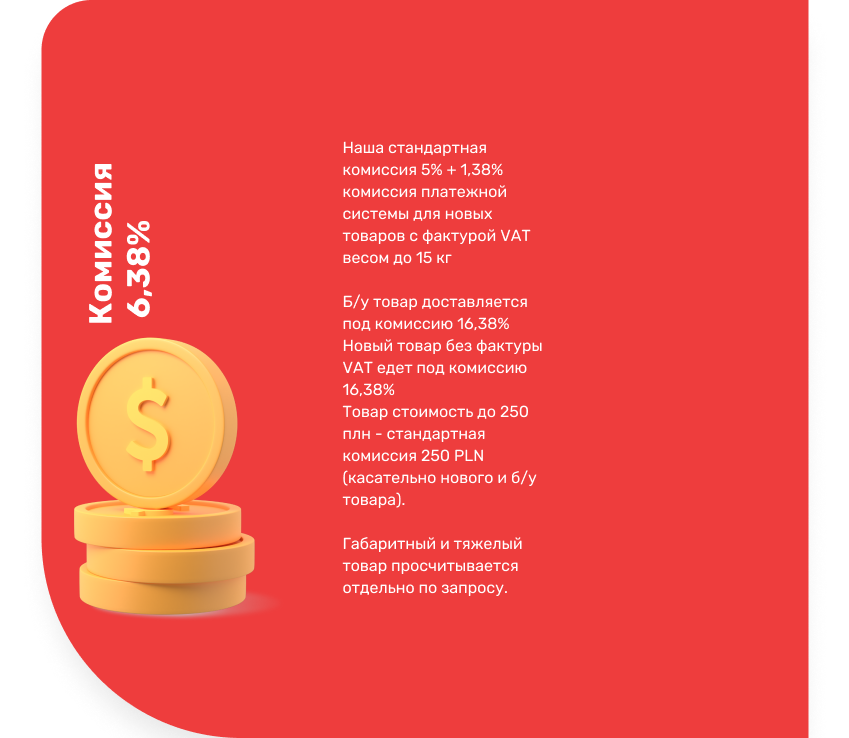 Комиссия
6,38%
Наша стандартная
комиссия 5% + 1,38%
комиссия платежной
системы для новых
товаров с фактурой VAT
весом до 15 кг
Б/у товар доставляется
под комиссию 16,38%
Новый товар без фактуры
VAT едет под комиссию
16,38%
Товар стоимость до 250
плн - стандартная
комиссия 250 PLN
(касательно нового и б/у
товара).
Габаритный и тяжелый
товар просчитывается
отдельно по запросу.
$